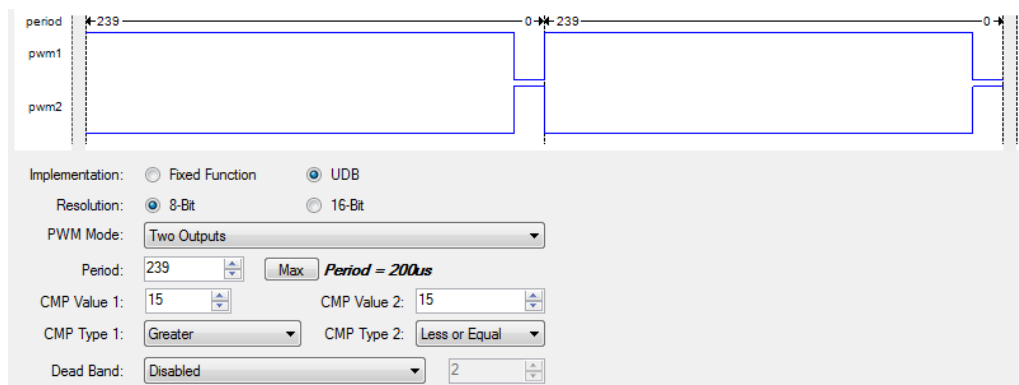 period 239 0 239 0
pwm1
pwm2
Implementation: Fixed Function UDB
Resolution: 8-Bit 16-Bit
PWM Mode: Two Outputs
Period: 239 Max Period = 200us
CMP Value 1: 15 CMP Value 2: 15
CMP Type 1: Greater CMP Type 2: Less or Equal
Dead Band: Disabled 2